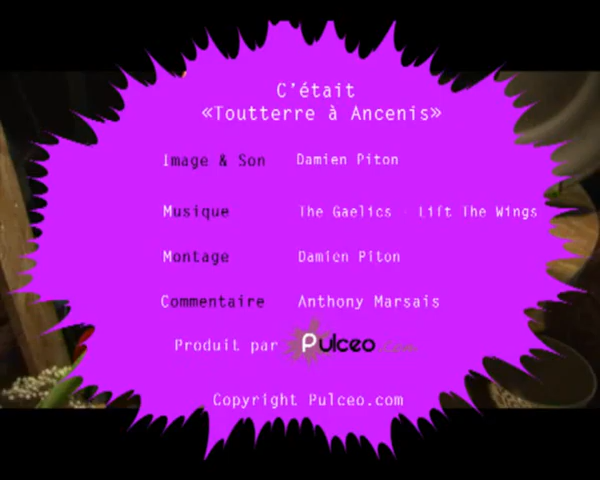 C'était
«Toutterre à Ancenis»
Image & Son Damien Piton
Musique The Gaelics - Lift The Wings
Montage Damien Piton
Commentaire Anthony Marsais
Produit par Pulceo.com
Copyright Pulceo.com